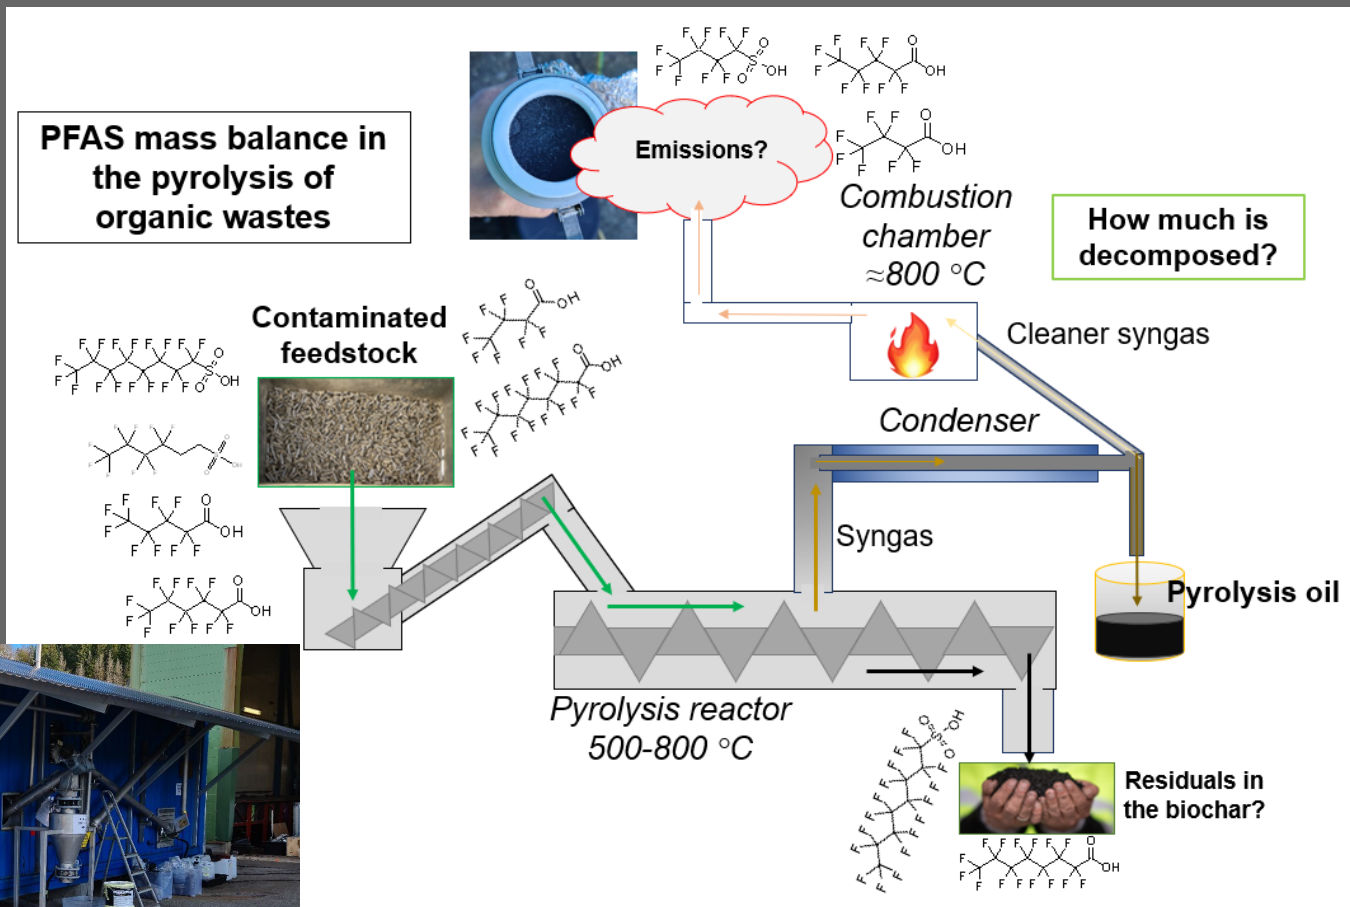 PFAS mass balance in
the pyrolysis of
organic wastes
Emissions?
Combustion
chamber
≈800 °C
How much is
decomposed?
Contaminated
feedstock
Cleaner syngas
Condenser
Syngas
Pyrolysis oil
Pyrolysis reactor
500-800 °C
Residuals in
the biochar?